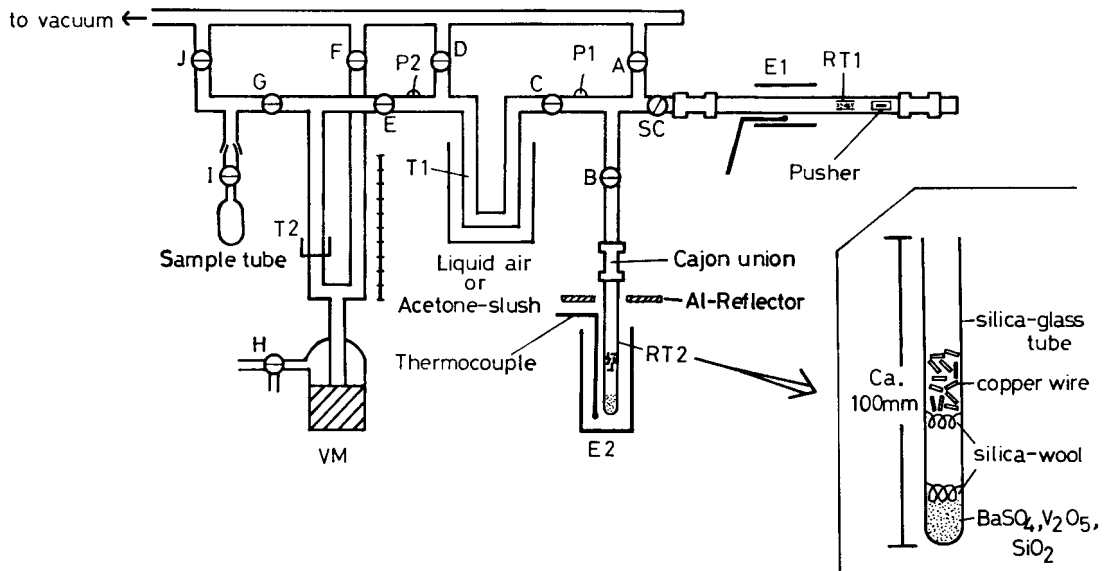 to vacuum ←
J
F
D
P2
G
E
C
P1
A
SC
E1
RT1
Pusher
I
T2
T1
B
Sample tube
Liquid air
or
Acetone-slush
Cajon union
Al-Reflector
Thermocouple
RT2
H
VM
E2
silica-glass
tube
Ca.
100mm
copper wire
silica-wool
BaSO₄,V₂O₅,
SiO₂